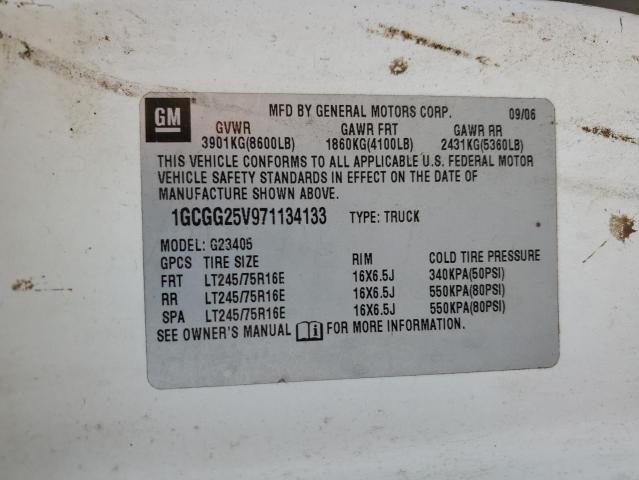 GM MFD BY GENERAL MOTORS CORP. 09/06
GVWR GAWR FRT GAWR RR
3901KG(8600LB) 1860KG(4100LB) 2431KG(5360LB)
THIS VEHICLE CONFORMS TO ALL APPLICABLE U.S. FEDERAL MOTOR
VEHICLE SAFETY STANDARDS IN EFFECT ON THE DATE OF
MANUFACTURE SHOWN ABOVE.
1GCGG25V971134133 TYPE: TRUCK
MODEL: G23405
GPCS TIRE SIZE RIM COLD TIRE PRESSURE
FRT LT245/75R16E 16X6.5J 340KPA(50PSI)
RR LT245/75R16E 16X6.5J 550KPA(80PSI)
SPA LT245/75R16E 16X6.5J 550KPA(80PSI)
SEE OWNER'S MANUAL FOR MORE INFORMATION.